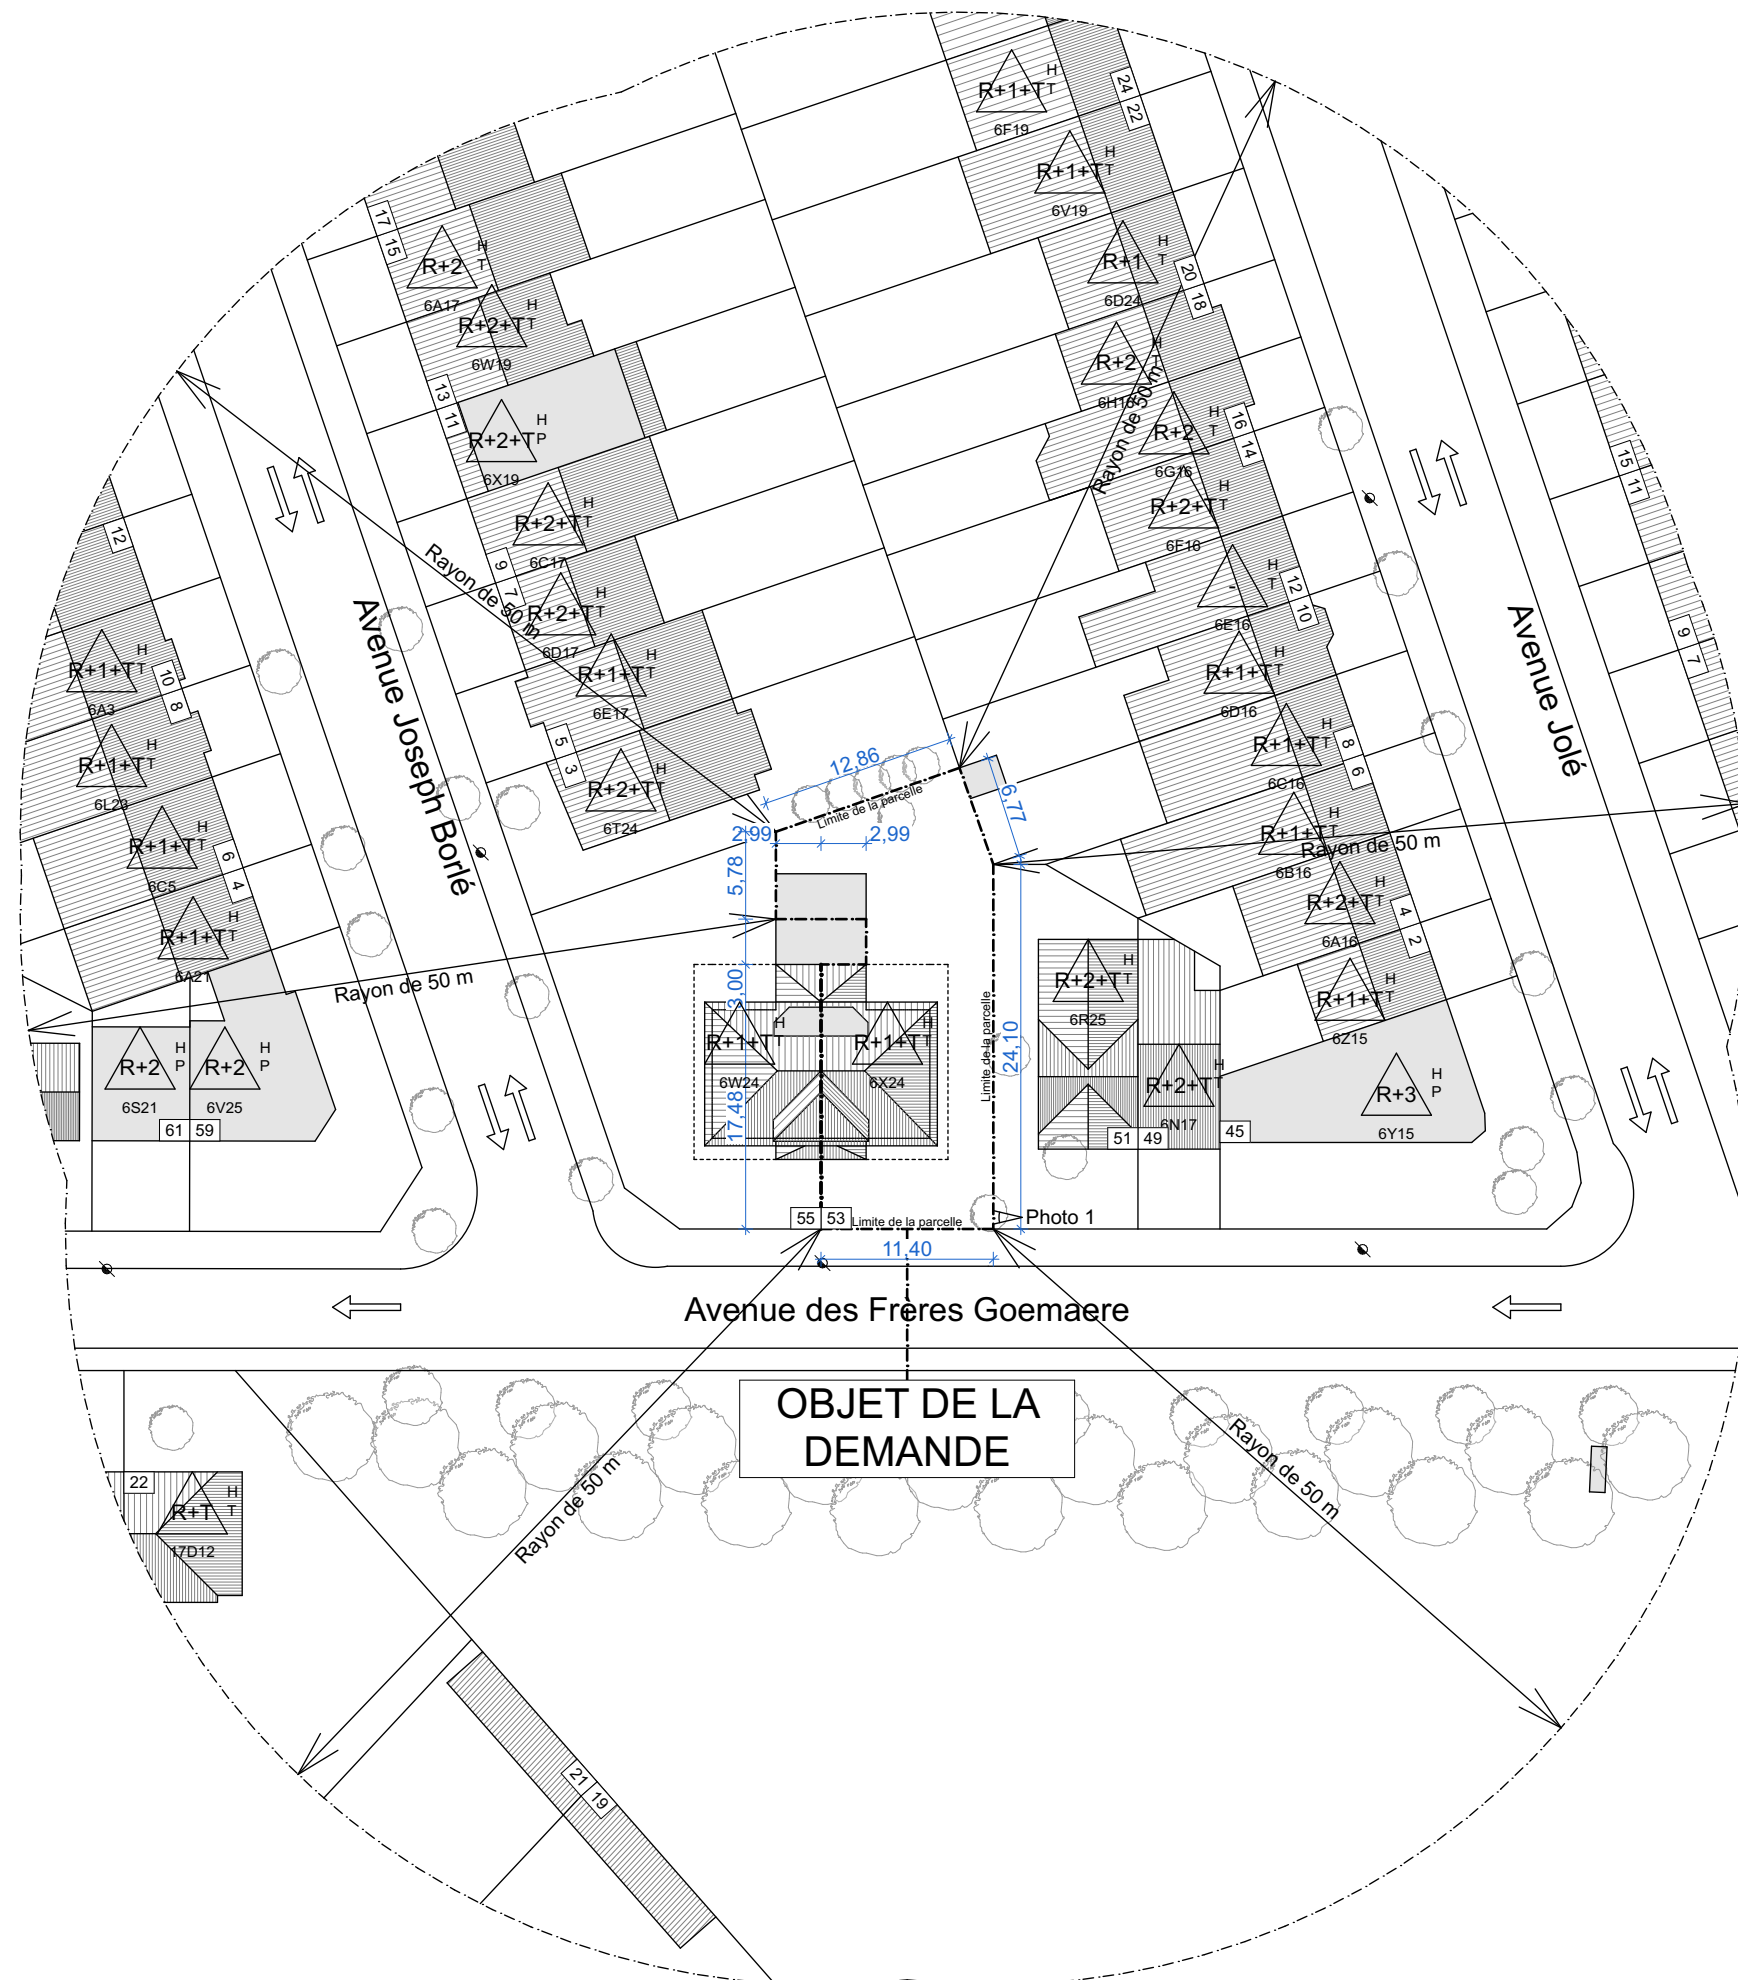 R+1+T
H
T
6F19
24
22
R+1+T
H
T
6V19
17
15
R+2
H
T
6A17
R+1
H
T
6D24
20
18
R+2+T
H
T
6W19
R+2
H
T
13
11
R+2+T
H
P
6X19
R+2
H
T
6G16
16
14
Rayon de 50 m
15
11
R+2+T
H
T
6C17
R+2+T
H
T
6F16
12
9
7
Rayon de 50 m
R+2+T
H
T
6D17
-
H
T
6E16
12
10
Avenue Joseph Borlé
Avenue Jolé
R+1+T
H
T
6A3
10
8
R+1+T
H
T
6E17
R+1+T
H
T
6D16
9
7
5
3
R+2+T
H
T
6T24
R+1+T
H
T
6C16
8
6
R+1+T
H
T
6L23
12,86
Limite de la parcelle
6,77
2,99
2,99
5,78
R+1+T
H
T
6C5
6
4
R+1+T
H
T
6B16
Rayon de 50 m
R+2+T
H
T
6A16
4
2
R+1+T
H
T
6A21
Rayon de 50 m
3,00
R+2+T
H
T
6R25
R+1+T
H
T
6Z15
R+1+T
H
T
6W24
R+1+T
H
T
6X24
Limite de la parcelle
24,10
17,48
R+2
H
P
6S21
R+2
H
P
6V25
61
59
R+2+T
H
T
6N17
51
49
45
R+3
H
P
6Y15
55
53
Limite de la parcelle
Photo 1
11,40
Avenue des Frères Goemaere
OBJET DE LA
DEMANDE
Rayon de 50 m
Rayon de 50 m
22
R+T
H
T
17D12
21
19